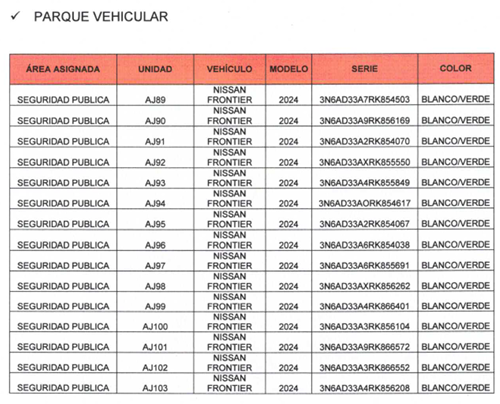 ✓ PARQUE VEHICULAR
ÁREA ASIGNADA UNIDAD VEHÍCULO MODELO SERIE COLOR
SEGURIDAD PUBLICA AJ89 NISSAN FRONTIER 2024 3N6AD33A7RK854503 BLANCO/VERDE
SEGURIDAD PUBLICA AJ90 NISSAN FRONTIER 2024 3N6AD33A9RK856169 BLANCO/VERDE
SEGURIDAD PUBLICA AJ91 NISSAN FRONTIER 2024 3N6AD33A2RK854070 BLANCO/VERDE
SEGURIDAD PUBLICA AJ92 NISSAN FRONTIER 2024 3N6AD33AXRK855550 BLANCO/VERDE
SEGURIDAD PUBLICA AJ93 NISSAN FRONTIER 2024 3N6AD33A4RK855849 BLANCO/VERDE
SEGURIDAD PUBLICA AJ94 NISSAN FRONTIER 2024 3N6AD33AORK854617 BLANCO/VERDE
SEGURIDAD PUBLICA AJ95 NISSAN FRONTIER 2024 3N6AD33A2RK854067 BLANCO/VERDE
SEGURIDAD PUBLICA AJ96 NISSAN FRONTIER 2024 3N6AD33A6RK854038 BLANCO/VERDE
SEGURIDAD PUBLICA AJ97 NISSAN FRONTIER 2024 3N6AD33A6RK855691 BLANCO/VERDE
SEGURIDAD PUBLICA AJ98 NISSAN FRONTIER 2024 3N6AD33AXRK856262 BLANCO/VERDE
SEGURIDAD PUBLICA AJ99 NISSAN FRONTIER 2024 3N6AD33A4RK866401 BLANCO/VERDE
SEGURIDAD PUBLICA AJ100 NISSAN FRONTIER 2024 3N6AD33A3RK856104 BLANCO/VERDE
SEGURIDAD PUBLICA AJ101 NISSAN FRONTIER 2024 3N6AD33A9RK866572 BLANCO/VERDE
SEGURIDAD PUBLICA AJ102 NISSAN FRONTIER 2024 3N6AD33A3RK866552 BLANCO/VERDE
SEGURIDAD PUBLICA AJ103 NISSAN FRONTIER 2024 3N6AD33A4RK856208 BLANCO/VERDE